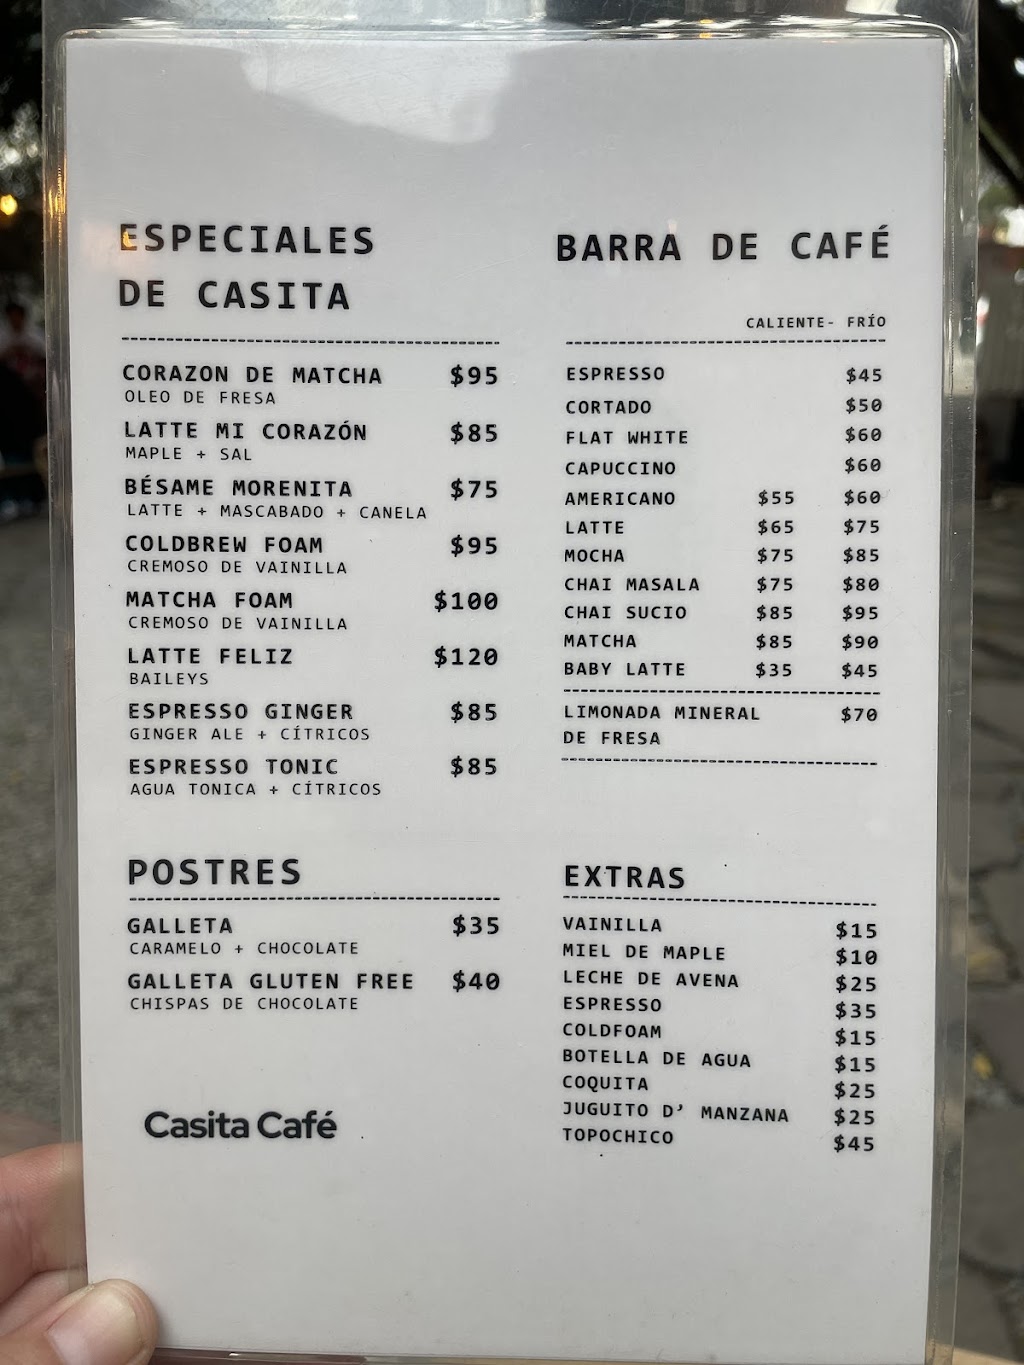 ESPECIALES
DE CASITA
CORAZON DE MATCHA $95
OLEO DE FRESA
LATTE MI CORAZÓN $85
MAPLE + SAL
BÉSAME MORENITA $75
LATTE + MASCABADO + CANELA
COLDBREW FOAM $95
CREMOSO DE VAINILLA
MATCHA FOAM $100
CREMOSO DE VAINILLA
LATTE FELIZ $120
BAILEYS
ESPRESSO GINGER $85
GINGER ALE + CÍTRICOS
ESPRESSO TONIC $85
AGUA TONICA + CÍTRICOS
POSTRES
GALLETA $35
CARAMELO + CHOCOLATE
GALLETA GLUTEN FREE $40
CHISPAS DE CHOCOLATE
Casita Café
BARRA DE CAFÉ
CALIENTE- FRÍO
ESPRESSO $45
CORTADO $50
FLAT WHITE $60
CAPUCCINO $60
AMERICANO $55 $60
LATTE $65 $75
MOCHA $75 $85
CHAI MASALA $75 $80
CHAI SUCIO $85 $95
MATCHA $85 $90
BABY LATTE $35 $45
LIMONADA MINERAL $70
DE FRESA
EXTRAS
VAINILLA $15
MIEL DE MAPLE $10
LECHE DE AVENA $25
ESPRESSO $35
COLDFOAM $15
BOTELLA DE AGUA $15
COQUITA $25
JUGUITO D' MANZANA $25
TOPOCHICO $45